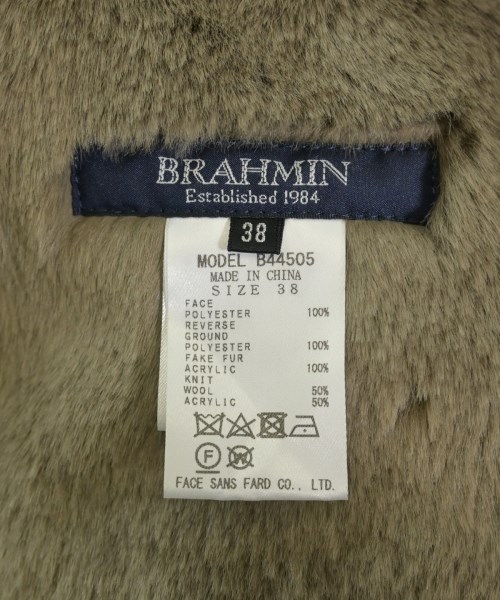 BRAHMIN
Established 1984
38
MODEL B44505
MADE IN CHINA
SIZE 38
FACE
POLYESTER 100%
REVERSE
GROUND
POLYESTER 100%
FAKE FUR
ACRYLIC 100%
KNIT
WOOL 50%
ACRYLIC 50%
F W
FACE SANS FARD CO., LTD.